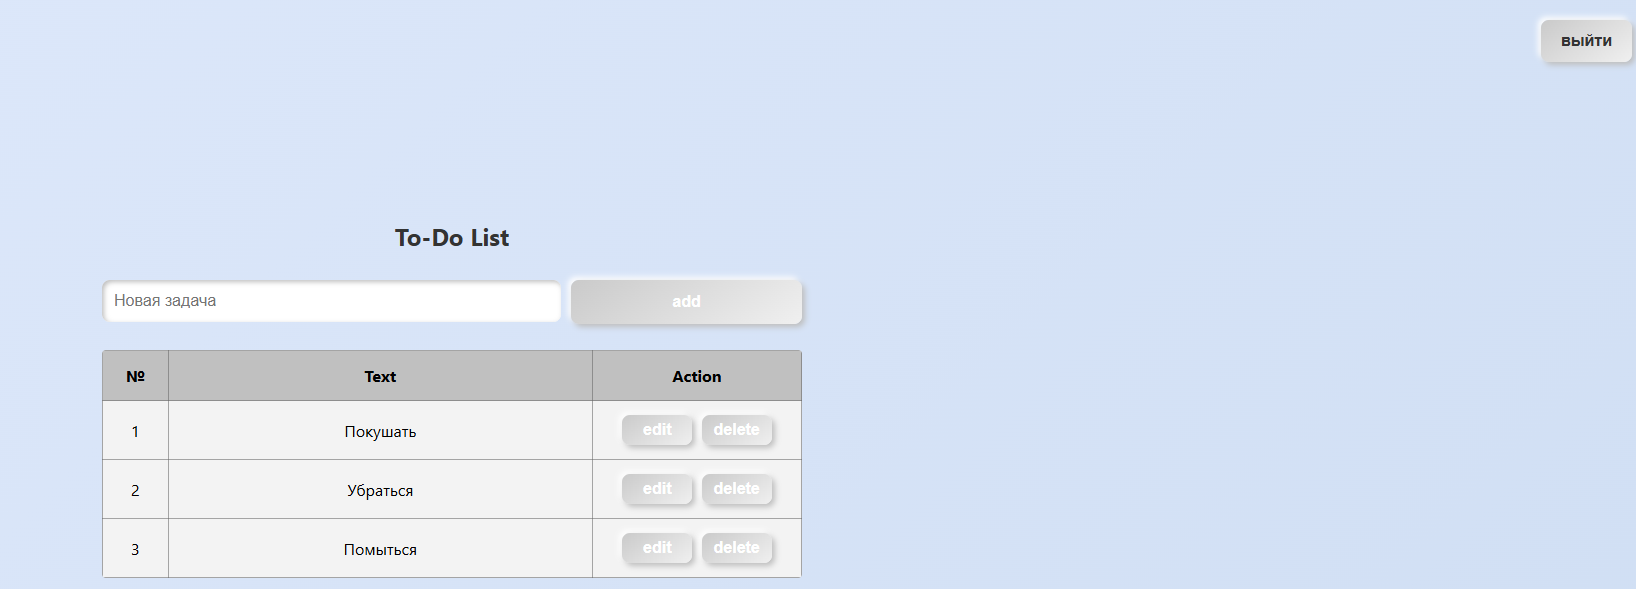 выйти
To-Do List
Новая задача add
№ Text Action
1 Покушать edit delete
2 Убраться edit delete
3 Помыться edit delete